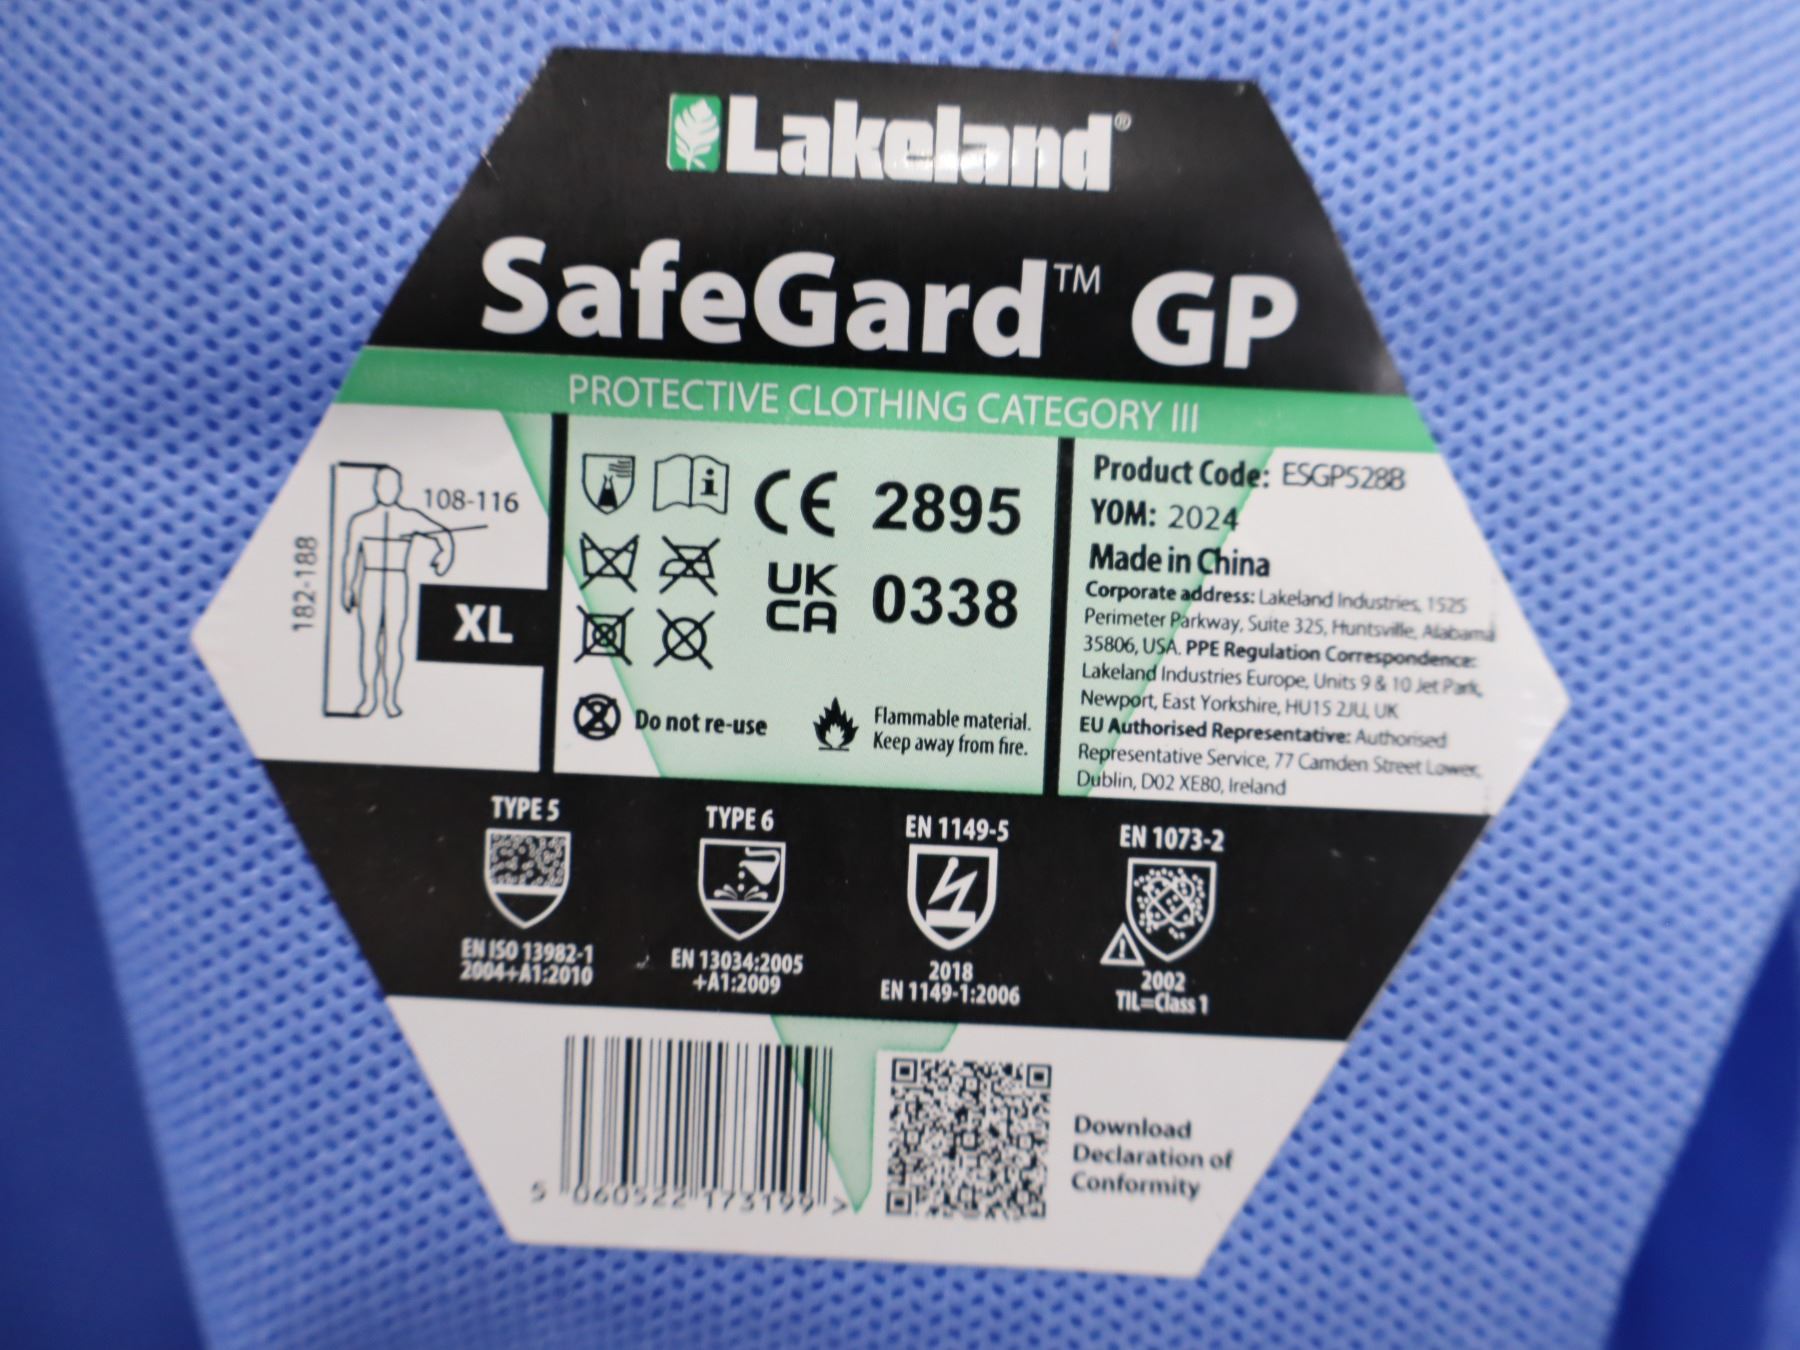 Lakeland®
SafeGard™ GP
PROTECTIVE CLOTHING CATEGORY III
108-116
182-188
XL
CE 2895
UK
CA 0338
Do not re-use
Flammable material.
Keep away from fire.
Product Code: ESGP528B
YOM: 2024
Made in China
Corporate address: Lakeland Industries, 1525
Perimeter Parkway, Suite 325, Huntsville, Alabama
35806, USA. PPE Regulation Correspondence:
Lakeland Industries Europe, Units 9 & 10 Jet Park,
Newport, East Yorkshire, HU15 2JU, UK
EU Authorised Representative: Authorised
Representative Service, 77 Camden Street Lower,
Dublin, D02 XE80, Ireland
TYPE 5
EN ISO 13982-1
2004+A1:2010
TYPE 6
EN 13034:2005
+A1:2009
EN 1149-5
2018
EN 1149-1:2006
EN 1073-2
2002
TIL=Class 1
5 060522 173199 >
Download
Declaration of
Conformity